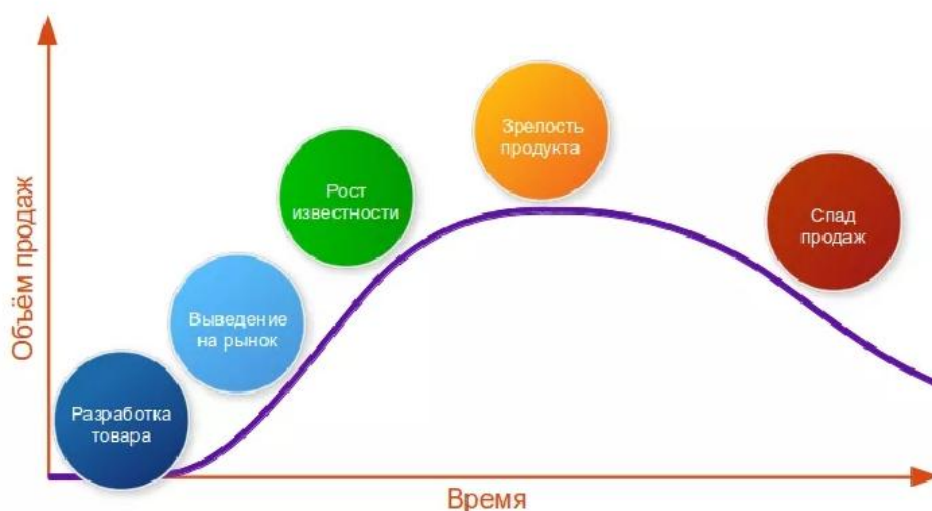 Объём продаж
Разработка
товара
Выведение
на рынок
Рост
известности
Зрелость
продукта
Спад
продаж
Время